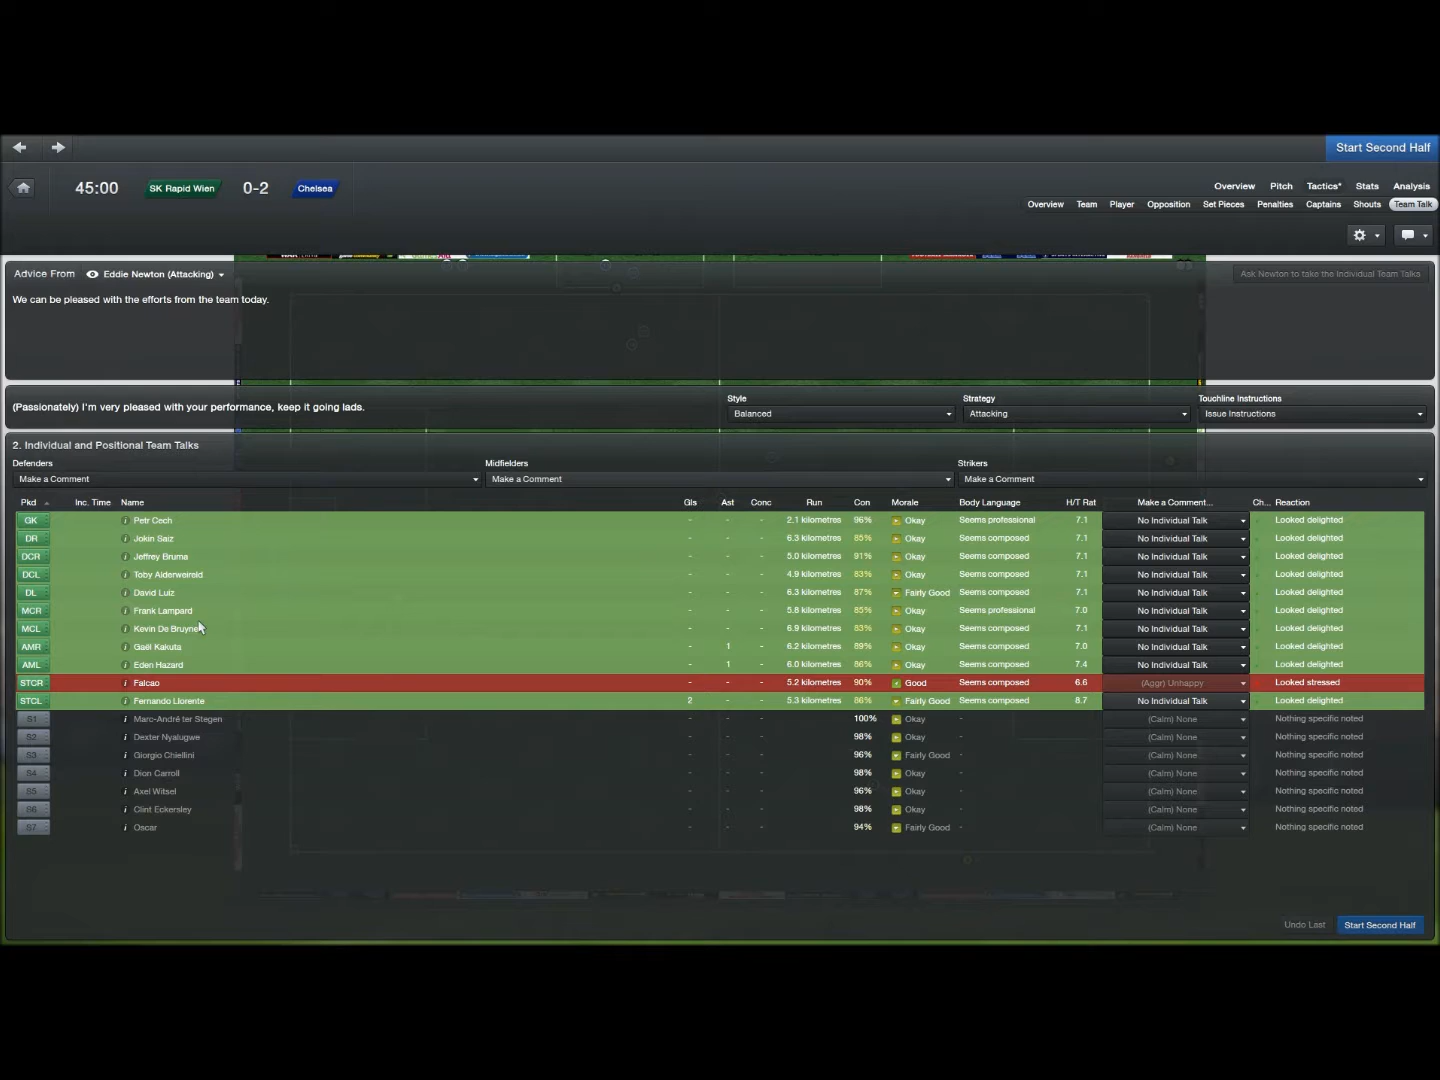 Start Second Half
45:00 SK Rapid Wien 0-2 Chelsea
Overview Pitch Tactics* Stats Analysis
Overview Team Player Opposition Set Pieces Penalties Captains Shouts Team Talk
Advice From Eddie Newton (Attacking) Ask Newton to take the Individual Team Talks
We can be pleased with the efforts from the team today.
Style Strategy Touchline Instructions
(Passionately) I'm very pleased with your performance, keep it going lads. Balanced Attacking Issue Instructions
2. Individual and Positional Team Talks
Defenders Midfielders Strikers
Make a Comment Make a Comment Make a Comment
Pkd Inc. Time Name Gls Ast Conc Run Con Morale Body Language H/T Rat Make a Comment... Ch... Reaction
GK i Petr Cech - - - 2.1 kilometres 96% Okay Seems professional 7.1 No Individual Talk Looked delighted
DR i Jokin Saiz - - - 6.3 kilometres 85% Okay Seems composed 7.1 No Individual Talk Looked delighted
DCR i Jeffrey Bruma - - - 5.0 kilometres 91% Okay Seems composed 7.1 No Individual Talk Looked delighted
DCL i Toby Alderweireld - - - 4.9 kilometres 83% Okay Seems composed 7.1 No Individual Talk Looked delighted
DL i David Luiz - - - 6.3 kilometres 87% Fairly Good Seems composed 7.1 No Individual Talk Looked delighted
MCR i Frank Lampard - - - 5.8 kilometres 85% Okay Seems professional 7.0 No Individual Talk Looked delighted
MCL i Kevin De Bruyne - - - 6.9 kilometres 83% Okay Seems composed 7.1 No Individual Talk Looked delighted
AMR i Gaël Kakuta - 1 - 6.2 kilometres 89% Okay Seems composed 7.0 No Individual Talk Looked delighted
AML i Eden Hazard - 1 - 6.0 kilometres 86% Okay Seems composed 7.4 No Individual Talk Looked delighted
STCR i Falcao - - - 5.2 kilometres 90% Good Seems composed 6.6 (Aggr) Unhappy Looked stressed
STCL i Fernando Llorente 2 - - 5.3 kilometres 86% Fairly Good Seems composed 8.7 No Individual Talk Looked delighted
S1 i Marc-André ter Stegen 100% Okay - (Calm) None Nothing specific noted
S2 i Dexter Nyalugwe 98% Okay - (Calm) None Nothing specific noted
S3 i Giorgio Chiellini 96% Fairly Good - (Calm) None Nothing specific noted
S4 i Dion Carroll 98% Okay - (Calm) None Nothing specific noted
S5 i Axel Witsel 96% Okay - (Calm) None Nothing specific noted
S6 i Clint Eckersley 98% Okay - (Calm) None Nothing specific noted
S7 i Oscar 94% Fairly Good - (Calm) None Nothing specific noted
Undo Last Start Second Half